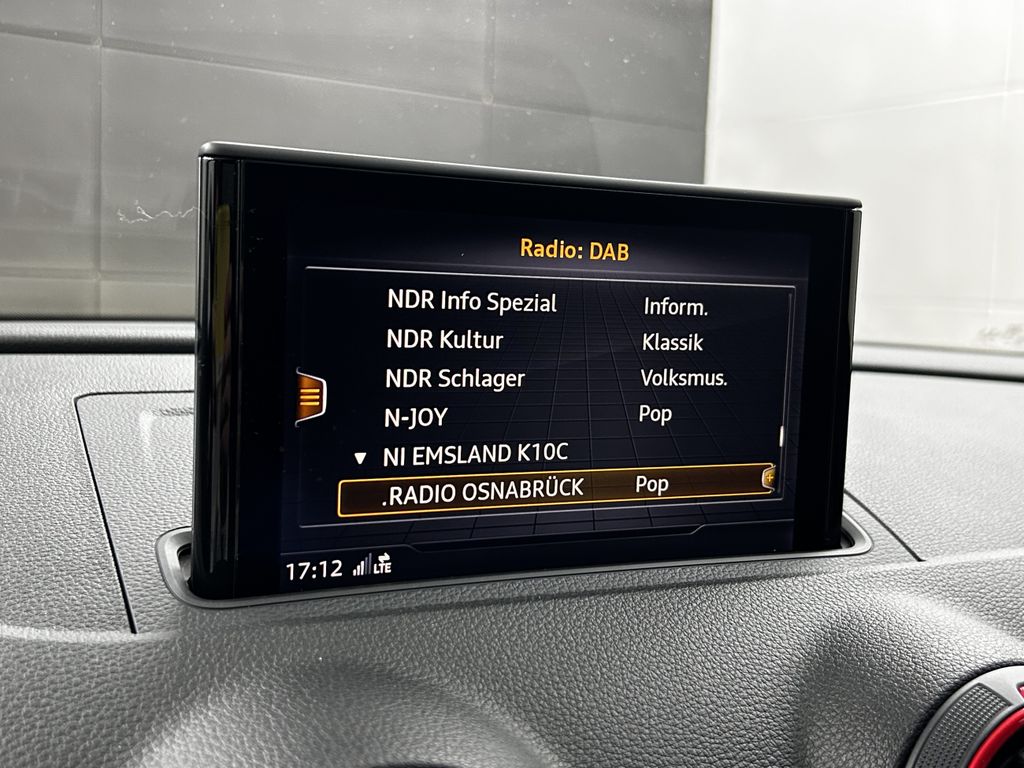 Radio: DAB
NDR Info Spezial Inform.
NDR Kultur Klassik
NDR Schlager Volksmus.
N-JOY Pop
▼ NI EMSLAND K10C
.RADIO OSNABRÜCK Pop
17:12 LTE